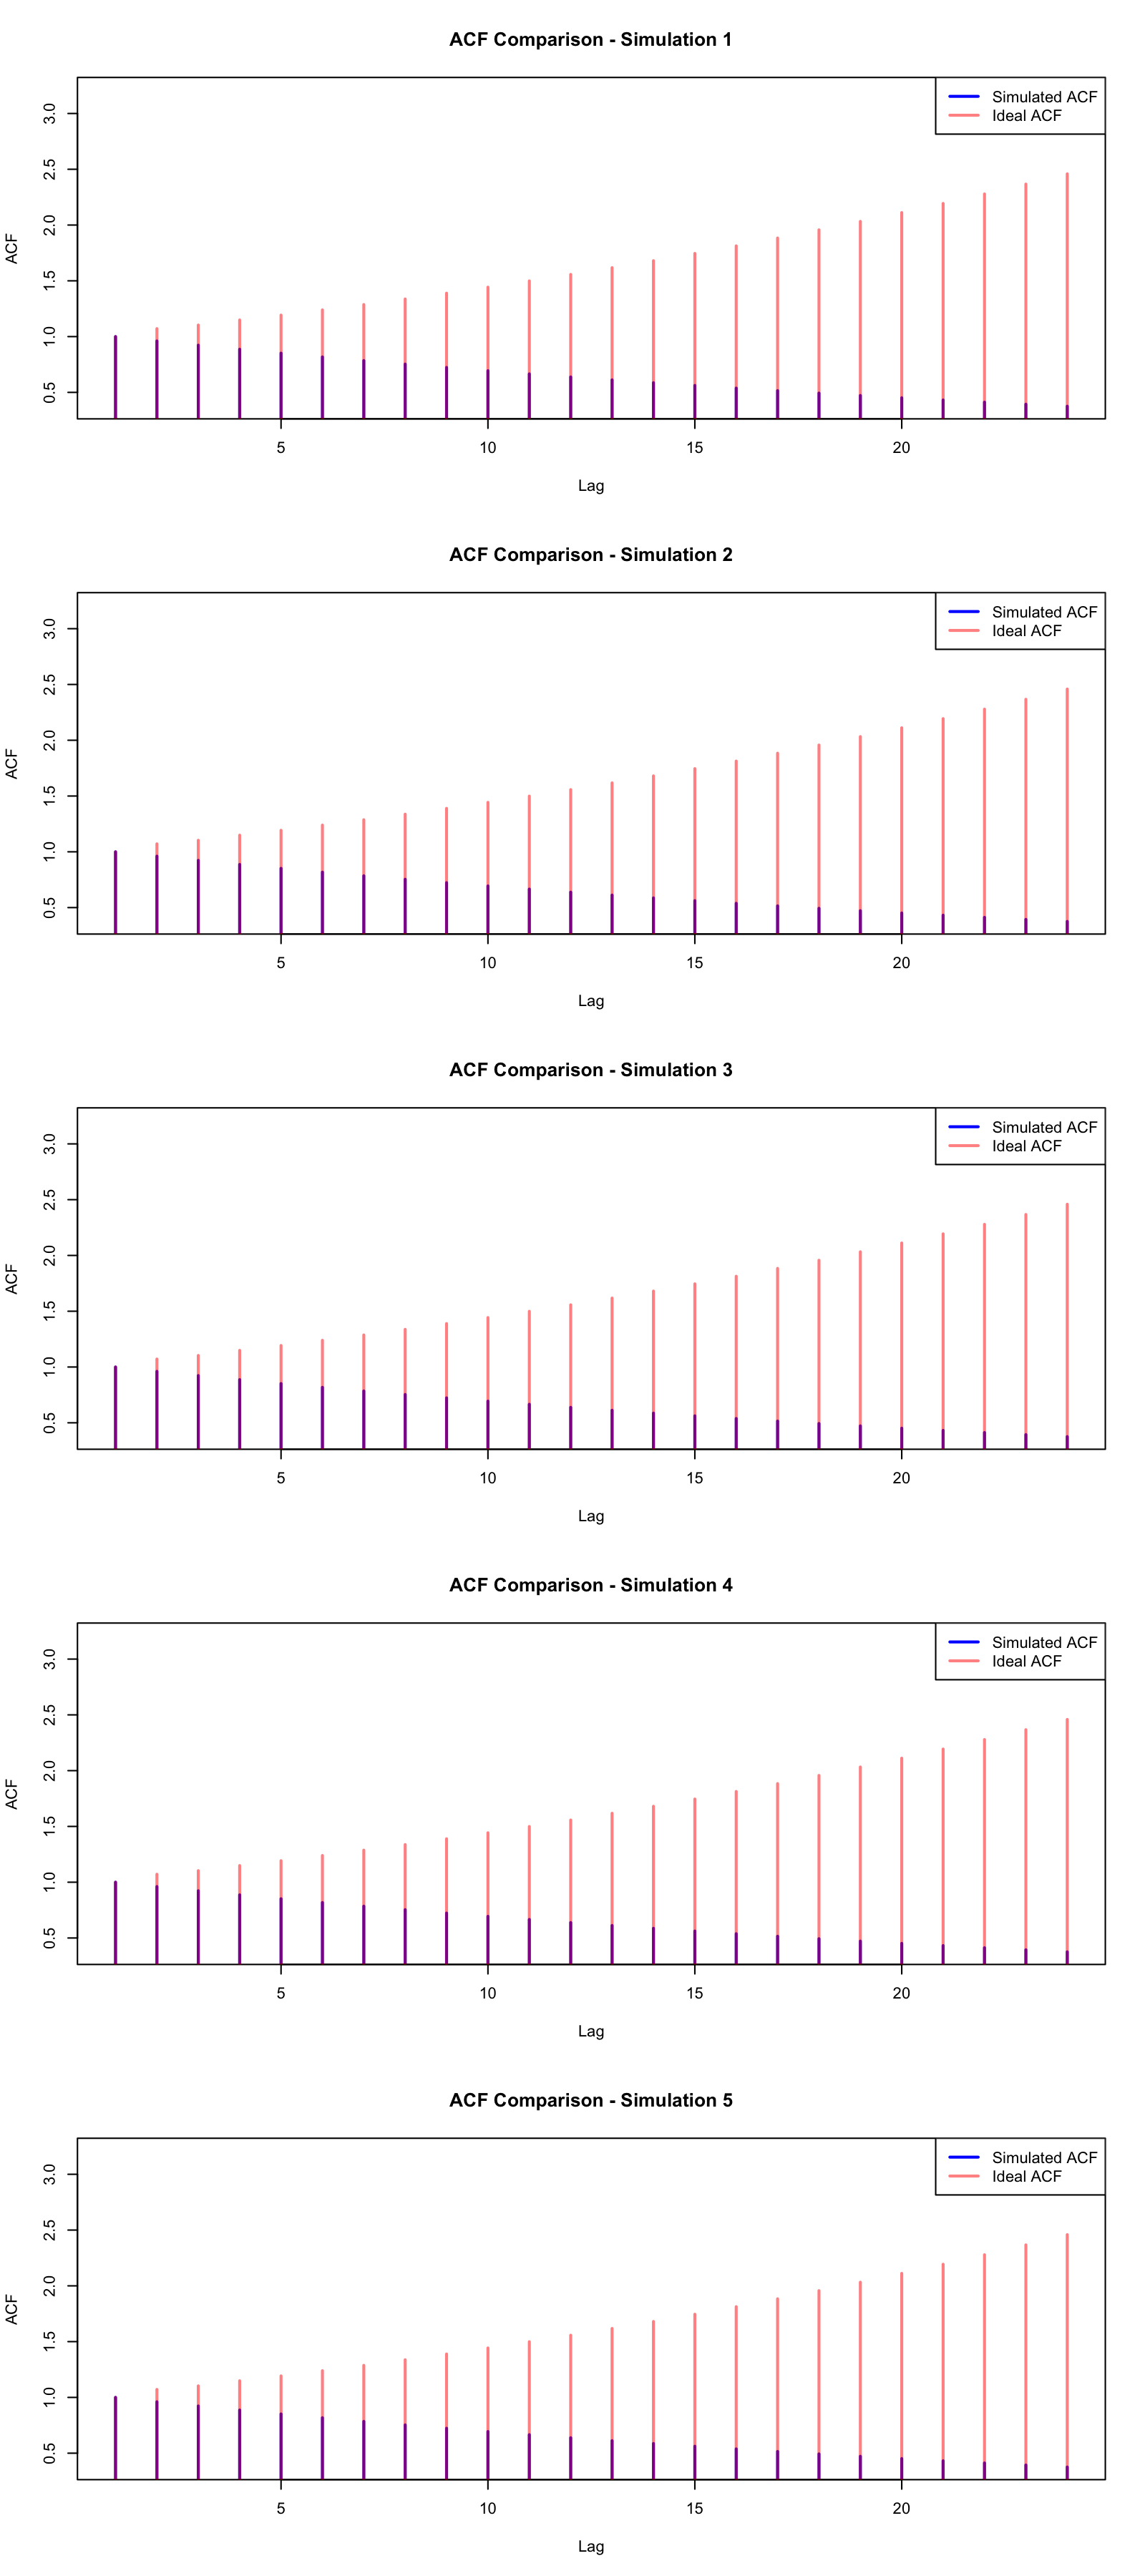 ACF Comparison - Simulation 1
Simulated ACF
Ideal ACF
3.0
2.5
2.0
1.5
1.0
0.5
ACF
5 10 15 20
Lag
ACF Comparison - Simulation 2
Simulated ACF
Ideal ACF
3.0
2.5
2.0
1.5
1.0
0.5
ACF
5 10 15 20
Lag
ACF Comparison - Simulation 3
Simulated ACF
Ideal ACF
3.0
2.5
2.0
1.5
1.0
0.5
ACF
5 10 15 20
Lag
ACF Comparison - Simulation 4
Simulated ACF
Ideal ACF
3.0
2.5
2.0
1.5
1.0
0.5
ACF
5 10 15 20
Lag
ACF Comparison - Simulation 5
Simulated ACF
Ideal ACF
3.0
2.5
2.0
1.5
1.0
0.5
ACF
5 10 15 20
Lag